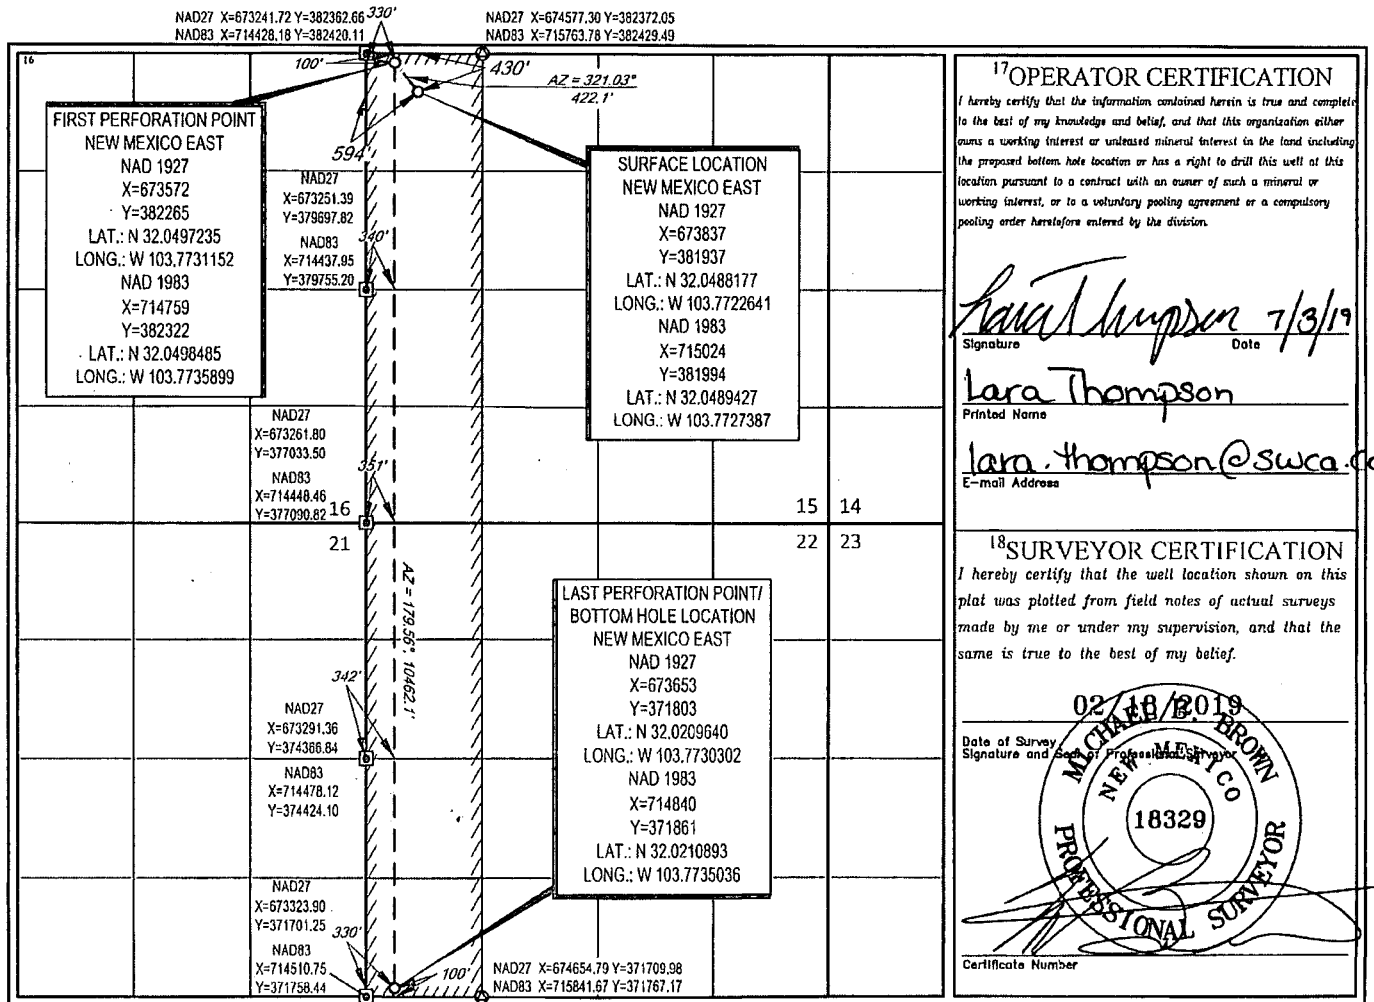 NAD27 X=673241.72 Y=382362.66
NAD83 X=714428.18 Y=382420.11
330'
NAD27 X=674577.30 Y=382372.05
NAD83 X=715763.78 Y=382429.49
16
100'
430'
AZ = 321.03°
422.1'
594'
FIRST PERFORATION POINT
NEW MEXICO EAST
NAD 1927
X=673572
Y=382265
LAT.: N 32.0497235
LONG.: W 103.7731152
NAD 1983
X=714759
Y=382322
LAT.: N 32.0498485
LONG.: W 103.7735899
SURFACE LOCATION
NEW MEXICO EAST
NAD 1927
X=673837
Y=381937
LAT.: N 32.0488177
LONG.: W 103.7722641
NAD 1983
X=715024
Y=381994
LAT.: N 32.0489427
LONG.: W 103.7727387
NAD27
X=673251.39
Y=379697.82
NAD83
X=714437.95
Y=379755.20
340'
NAD27
X=673261.80
Y=377033.50
NAD83
X=714448.46
Y=377090.82
351'
16
21
15 14
22 23
AZ = 179.56°, 10462.1'
342'
NAD27
X=673291.36
Y=374366.84
NAD83
X=714478.12
Y=374424.10
LAST PERFORATION POINT/
BOTTOM HOLE LOCATION
NEW MEXICO EAST
NAD 1927
X=673653
Y=371803
LAT.: N 32.0209640
LONG.: W 103.7730302
NAD 1983
X=714840
Y=371861
LAT.: N 32.0210893
LONG.: W 103.7735036
NAD27
X=673323.90
Y=371701.25
NAD83
X=714510.75
Y=371758.44
330'
100'
NAD27 X=674654.79 Y=371709.98
NAD83 X=715841.67 Y=371767.17
17 OPERATOR CERTIFICATION
I hereby certify that the information contained herein is true and complete
to the best of my knowledge and belief, and that this organization either
owns a working interest or unleased mineral interest in the land including
the proposed bottom hole location or has a right to drill this well at this
location pursuant to a contract with an owner of such a mineral or
working interest, or to a voluntary pooling agreement or a compulsory
pooling order heretofore entered by the division.
Lara Thompson 7/3/19
Signature Date
Lara Thompson
Printed Name
lara.thompson@swca.co
E-mail Address
18 SURVEYOR CERTIFICATION
I hereby certify that the well location shown on this
plat was plotted from field notes of actual surveys
made by me or under my supervision, and that the
same is true to the best of my belief.
02/18/2019
Date of Survey
Signature and Seal of Professional Surveyor
MICHAEL B. BROWN
NEW MEXICO
18329
PROFESSIONAL SURVEYOR
Certificate Number